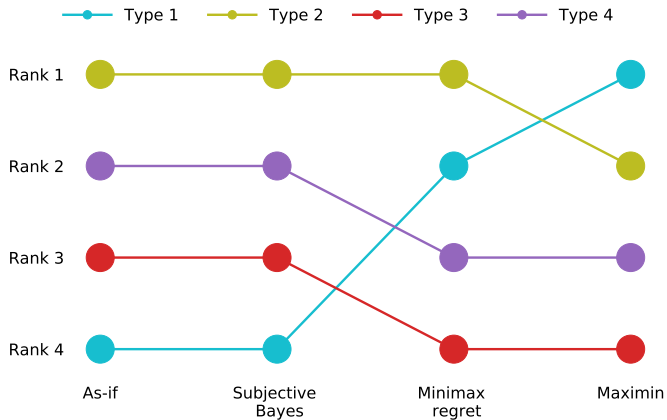 Type 1 Type 2 Type 3 Type 4
Rank 1
Rank 2
Rank 3
Rank 4
As-if Subjective Minimax Maximin
Bayes regret